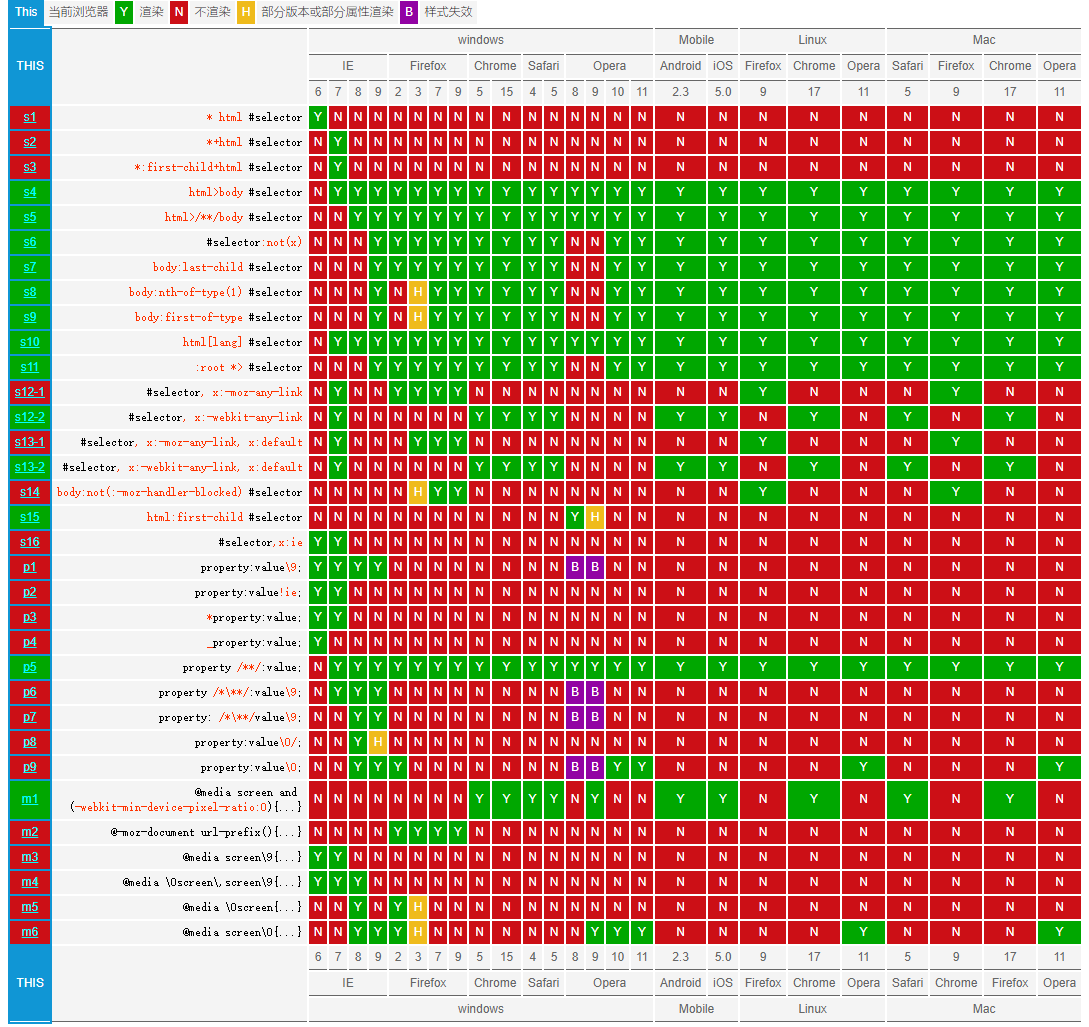 This 当前浏览器 Y 渲染 N 不渲染 H 部分版本或部分属性渲染 B 样式失效
THIS windows Mobile Linux Mac
IE Firefox Chrome Safari Opera Android iOS Firefox Chrome Opera Safari Firefox Chrome Opera
6 7 8 9 2 3 7 9 5 15 4 5 8 9 10 11 2.3 5.0 9 17 11 5 9 17 11
s1 * html #selector Y N N N N N N N N N N N N N N N N N N N N N N N N
s2 *+html #selector N Y N N N N N N N N N N N N N N N N N N N N N N N
s3 *:first-child+html #selector N Y N N N N N N N N N N N N N N N N N N N N N N N
s4 html>body #selector N Y Y Y Y Y Y Y Y Y Y Y Y Y Y Y Y Y Y Y Y Y Y Y Y
s5 html>/**/body #selector N N Y Y Y Y Y Y Y Y Y Y Y Y Y Y Y Y Y Y Y Y Y Y Y
s6 #selector:not(x) N N N Y Y Y Y Y Y Y Y Y N N Y Y Y Y Y Y Y Y Y Y Y
s7 body:last-child #selector N N N Y Y Y Y Y Y Y Y Y N N Y Y Y Y Y Y Y Y Y Y Y
s8 body:nth-of-type(1) #selector N N N Y N H Y Y Y Y Y Y N N Y Y Y Y Y Y Y Y Y Y Y
s9 body:first-of-type #selector N N N Y N H Y Y Y Y Y Y N N Y Y Y Y Y Y Y Y Y Y Y
s10 html[lang] #selector N Y Y Y Y Y Y Y Y Y Y Y Y Y Y Y Y Y Y Y Y Y Y Y Y
s11 :root *> #selector N N N Y Y Y Y Y Y Y Y Y N N Y Y Y Y Y Y Y Y Y Y Y
s12-1 #selector, x:-moz-any-link N Y N N Y Y Y Y N N N N N N N N N N Y N N N Y N N
s12-2 #selector, x:-webkit-any-link N Y N N N N N N Y Y Y Y N N N N Y Y N Y N Y N Y N
s13-1 #selector, x:-moz-any-link, x:default N Y N N N Y Y Y N N N N N N N N N N Y N N N Y N N
s13-2 #selector, x:-webkit-any-link, x:default N Y N N N N N N Y Y Y Y N N N N Y Y N Y N Y N Y N
s14 body:not(:-moz-handler-blocked) #selector N N N N N H Y Y N N N N N N N N N N Y N N N Y N N
s15 html:first-child #selector N N N N N N N N N N N N Y H N N N N N N N N N N N
s16 #selector,x:ie Y Y N N N N N N N N N N N N N N N N N N N N N N N
p1 property:value\9; Y Y Y Y N N N N N N N N B B N N N N N N N N N N N
p2 property:value!ie; Y Y N N N N N N N N N N N N N N N N N N N N N N N
p3 *property:value; Y Y N N N N N N N N N N N N N N N N N N N N N N N
p4 _property:value; Y N N N N N N N N N N N N N N N N N N N N N N N N
p5 property /**/:value; N Y Y Y Y Y Y Y Y Y Y Y Y Y Y Y Y Y Y Y Y Y Y Y Y
p6 property /*\**/:value\9; N Y Y Y N N N N N N N N B B N N N N N N N N N N N
p7 property: /*\**/value\9; N N Y Y N N N N N N N N B B N N N N N N N N N N N
p8 property:value\0/; N N Y H N N N N N N N N N N N N N N N N N N N N N
p9 property:value\0; N N Y Y Y N N N N N N N B B Y Y N N N N Y N N N Y
m1 @media screen and
(-webkit-min-device-pixel-ratio:0){...} N N N N N N N N Y Y Y Y N Y N N Y Y N Y N Y N Y N
m2 @-moz-document url-prefix(){...} N N N N Y Y Y Y N N N N N N N N N N N N N N N N N
m3 @media screen\9{...} Y Y N N N N N N N N N N N N N N N N N N N N N N N
m4 @media \0screen\,screen\9{...} Y Y Y N N N N N N N N N N N N N N N N N N N N N N
m5 @media \0screen{...} N N Y N Y H N N N N N N N N N N N N N N N N N N N
m6 @media screen\0{...} N N Y Y Y H N N N N N N N Y Y Y N N N N Y N N N Y
6 7 8 9 2 3 7 9 5 15 4 5 8 9 10 11 2.3 5.0 9 17 11 5 9 17 11
THIS IE Firefox Chrome Safari Opera Android iOS Firefox Chrome Opera Safari Chrome Firefox Opera
windows Mobile Linux Mac